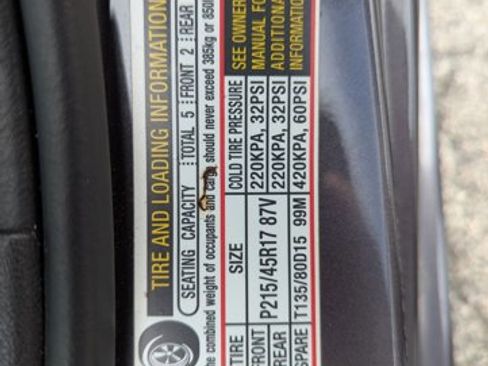 TIRE AND LOADING INFORMATION
SEATING CAPACITY TOTAL 5 FRONT 2 REAR
he combined weight of occupants and cargo should never exceed 385kg or 850
TIRE SIZE COLD TIRE PRESSURE SEE OWNER
FRONT P215/45R17 87V 220KPA, 32PSI MANUAL FO
REAR 220KPA, 32PSI ADDITIONA
SPARE T135/80D15 99M 420KPA, 60PSI INFORMATION